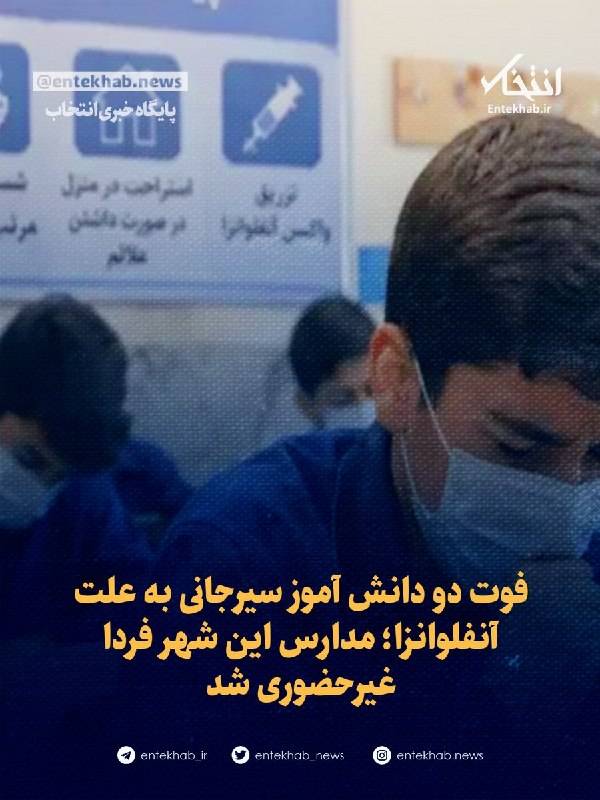 @entekhab.news
پایگاه خبری انتخاب
انتخاب
Entekhab.ir
تزریق
واکسن آنفلوانزا
استراحت در منزل
در صورت داشتن
علائم
فوت دو دانش آموز سیرجانی به علت
آنفلوانزا؛ مدارس این شهر فردا
غیرحضوری شد
entekhab_ir
entekhab_news
entekhab.news